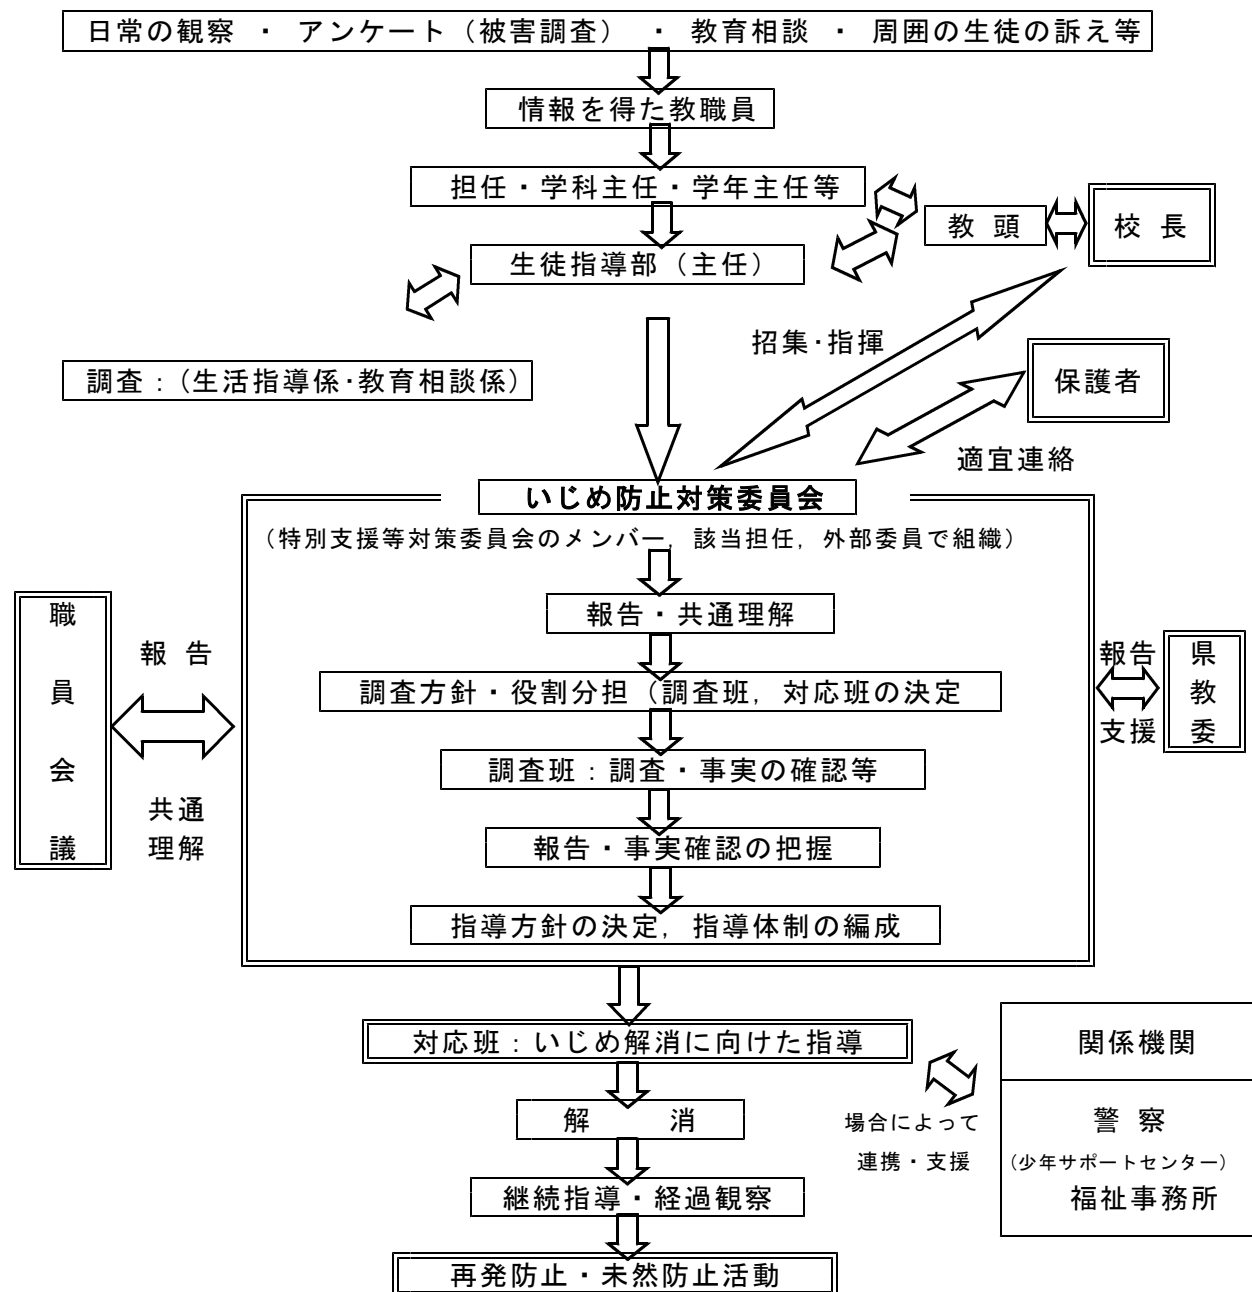 日常の観察 ・ アンケート（被害調査） ・ 教育相談 ・ 周囲の生徒の訴え等
情報を得た教職員
担任・学科主任・学年主任等
教 頭
校 長
生徒指導部（主任）
招集・指揮
調査：（生活指導係・教育相談係）
保護者
適宜連絡
いじめ防止対策委員会
（特別支援等対策委員会のメンバー，該当担任，外部委員で組織）
職員会議
報 告
共通
理解
報告・共通理解
調査方針・役割分担（調査班，対応班の決定
調査班：調査・事実の確認等
報告・事実確認の把握
指導方針の決定，指導体制の編成
報告
支援
県教委
対応班：いじめ解消に向けた指導
関係機関
解 消
場合によって
連携・支援
警 察
（少年サポートセンター）
福祉事務所
継続指導・経過観察
再発防止・未然防止活動